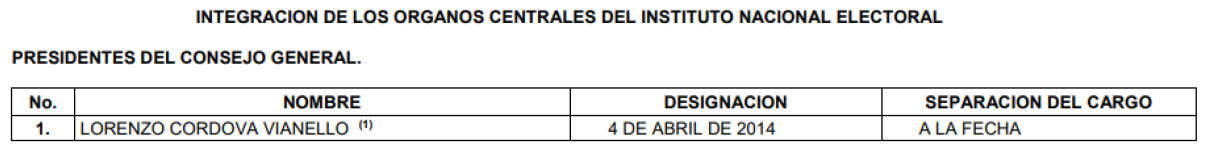 INTEGRACION DE LOS ORGANOS CENTRALES DEL INSTITUTO NACIONAL ELECTORAL
PRESIDENTES DEL CONSEJO GENERAL.
No. NOMBRE DESIGNACION SEPARACION DEL CARGO
1. LORENZO CORDOVA VIANELLO (1) 4 DE ABRIL DE 2014 A LA FECHA